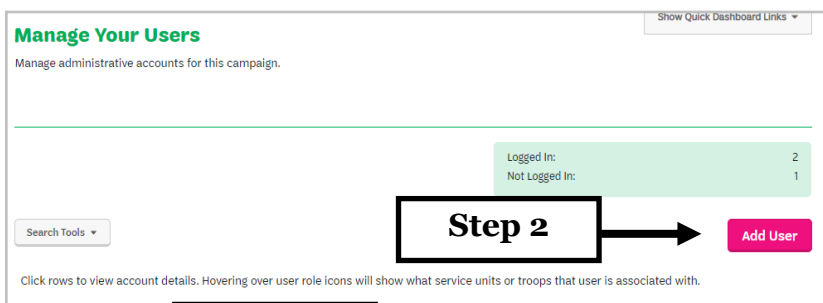 Show Quick Dashboard Links
Manage Your Users
Manage administrative accounts for this campaign.
Logged In: 2
Not Logged In: 1
Step 2
Search Tools
Add User
Click rows to view account details. Hovering over user role icons will show what service units or troops that user is associated with.